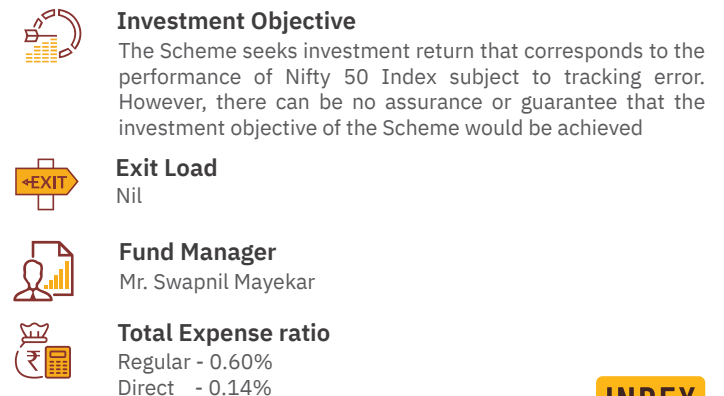 Investment Objective
The Scheme seeks investment return that corresponds to the
performance of Nifty 50 Index subject to tracking error.
However, there can be no assurance or guarantee that the
investment objective of the Scheme would be achieved
EXIT
Exit Load
Nil
Fund Manager
Mr. Swapnil Mayekar
₹
Total Expense ratio
Regular - 0.60%
Direct - 0.14%
INDEX